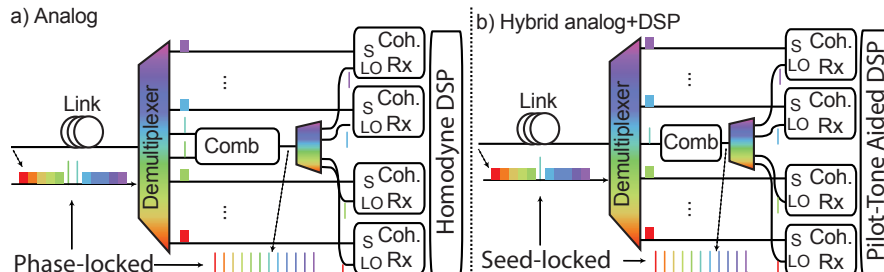 a) Analog
Link
Demultiplexer
Comb
S Coh.
LO Rx
S Coh.
LO Rx
S Coh.
LO Rx
S Coh.
LO Rx
Homodyne DSP
Phase-locked
b) Hybrid analog+DSP
Link
Demultiplexer
Comb
S Coh.
LO Rx
S Coh.
LO Rx
S Coh.
LO Rx
S Coh.
LO Rx
Pilot-Tone Aided DSP
Seed-locked